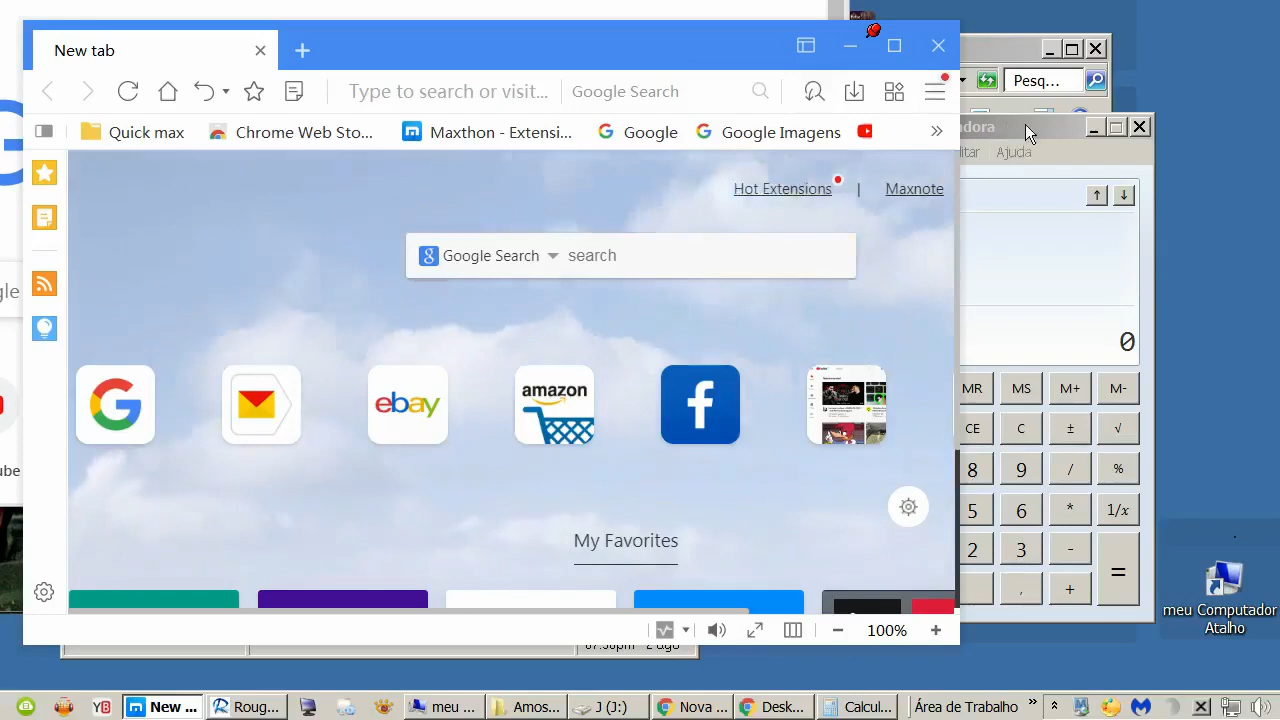 New tab
Type to search or visit...
Google Search
Pesq...
Quick max
Chrome Web Sto...
Maxthon - Extensi...
Google
Google Imagens
»
Ajuda
Hot Extensions | Maxnote
Google Search search
0
MR MS M+ M-
CE C ± √
8 9 / %
5 6 * 1/x
2 3 - =
, +
ebay
amazon
My Favorites
100%
meu Computador
Atalho
YB
New ...
Roug...
meu ...
Amos...
J (J:)
Nova ...
Desk...
Calcul...
Área de Trabalho
»